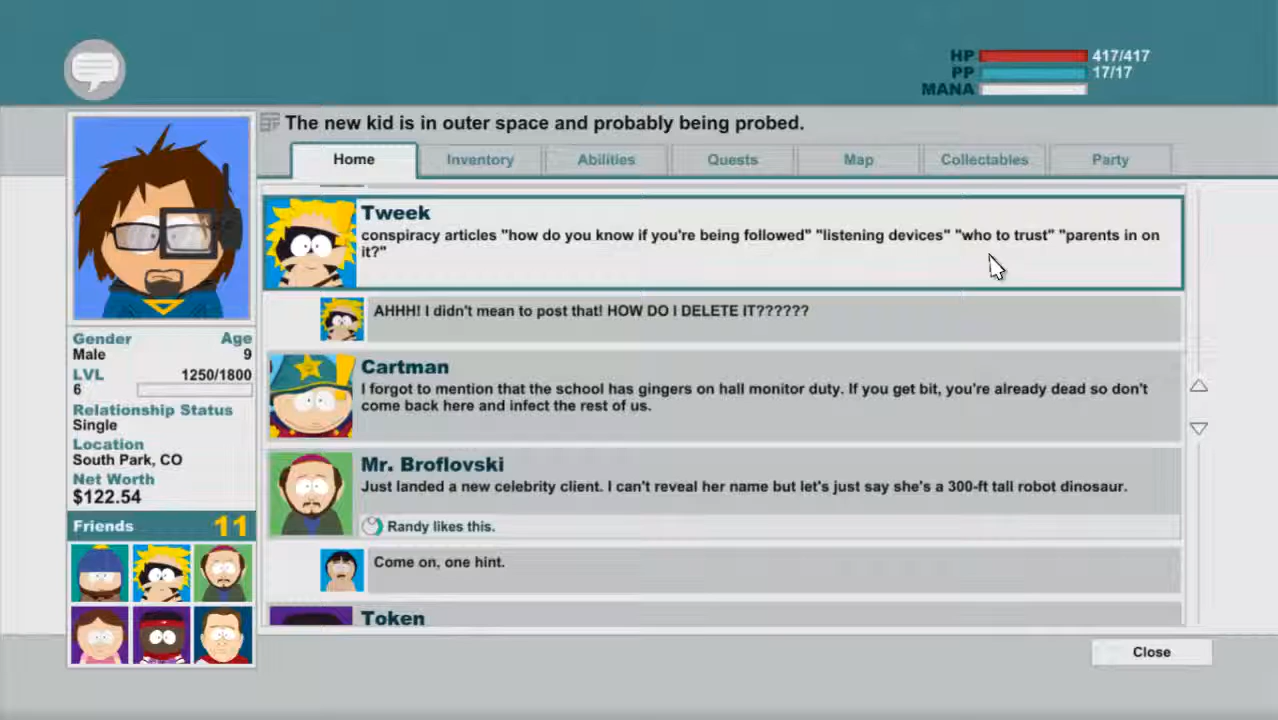 HP 417/417
PP 17/17
MANA
The new kid is in outer space and probably being probed.
Home Inventory Abilities Quests Map Collectables Party
Tweek
conspiracy articles "how do you know if you're being followed" "listening devices" "who to trust" "parents in on
it?"
AHHH! I didn't mean to post that! HOW DO I DELETE IT??????
Cartman
I forgot to mention that the school has gingers on hall monitor duty. If you get bit, you're already dead so don't
come back here and infect the rest of us.
Mr. Broflovski
Just landed a new celebrity client. I can't reveal her name but let's just say she's a 300-ft tall robot dinosaur.
Randy likes this.
Come on, one hint.
Token
Gender Age
Male 9
LVL 1250/1800
6
Relationship Status
Single
Location
South Park, CO
Net Worth
$122.54
Friends 11
Close